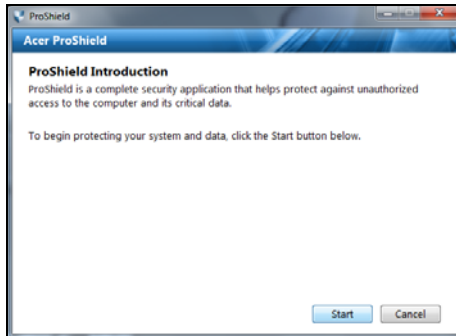 ProShield
Acer ProShield
ProShield Introduction
ProShield is a complete security application that helps protect against unauthorized
access to the computer and its critical data.
To begin protecting your system and data, click the Start button below.
Start Cancel